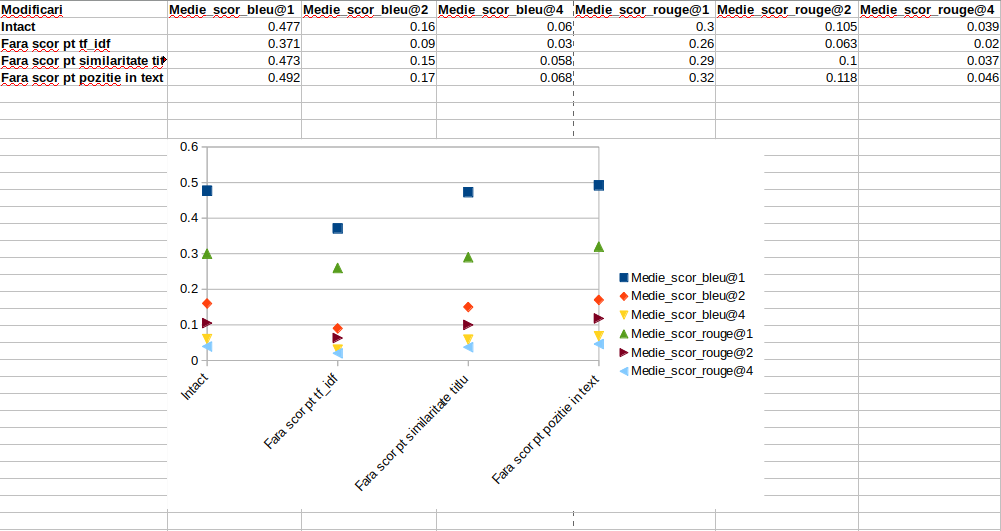 Modificari Medie_scor_bleu@1 Medie_scor_bleu@2 Medie_scor_bleu@4 Medie_scor_rouge@1 Medie_scor_rouge@2 Medie_scor_rouge@4
Intact 0.477 0.16 0.06 0.3 0.105 0.039
Fara scor pt tf_idf 0.371 0.09 0.03 0.26 0.063 0.02
Fara scor pt similaritate tit 0.473 0.15 0.058 0.29 0.1 0.037
Fara scor pt pozitie in text 0.492 0.17 0.068 0.32 0.118 0.046
0.6
0.5
0.4
0.3
0.2
0.1
0
Intact
Fara scor pt tf_idf
Fara scor pt similaritate titlu
Fara scor pt pozitie in text
Medie_scor_bleu@1
Medie_scor_bleu@2
Medie_scor_bleu@4
Medie_scor_rouge@1
Medie_scor_rouge@2
Medie_scor_rouge@4